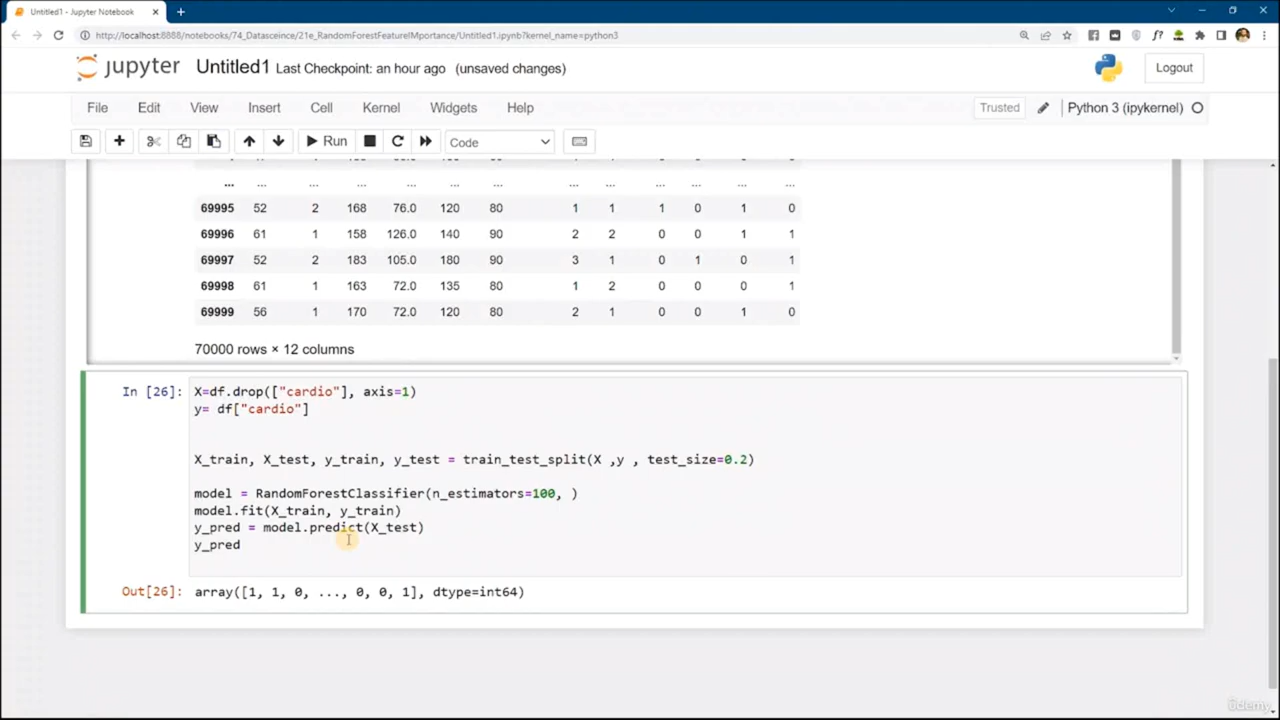 Untitled1 - Jupyter Notebook
http://localhost:8888/notebooks/74_Datasceince/21e_RandomForestFeatureIMportance/Untitled1.ipynb?kernel_name=python3
jupyter Untitled1 Last Checkpoint: an hour ago (unsaved changes) Logout
File Edit View Insert Cell Kernel Widgets Help Trusted Python 3 (ipykernel)
Run Code
... ... ... ... ... ... ... ... ... ... ... ...
... ... ...
69995 52 2 168 76.0 120 80 1 1 1 0 1 0
69996 61 1 158 126.0 140 90 2 2 0 0 1 1
69997 52 2 183 105.0 180 90 3 1 0 1 0 1
69998 61 1 163 72.0 135 80 1 2 0 0 0 1
69999 56 1 170 72.0 120 80 2 1 0 0 1 0
70000 rows × 12 columns
In [26]: X=df.drop(["cardio"], axis=1)
y= df["cardio"]
X_train, X_test, y_train, y_test = train_test_split(X ,y , test_size=0.2)
model = RandomForestClassifier(n_estimators=100, )
model.fit(X_train, y_train)
y_pred = model.predict(X_test)
y_pred
Out[26]: array([1, 1, 0, ..., 0, 0, 1], dtype=int64)
ûdemy